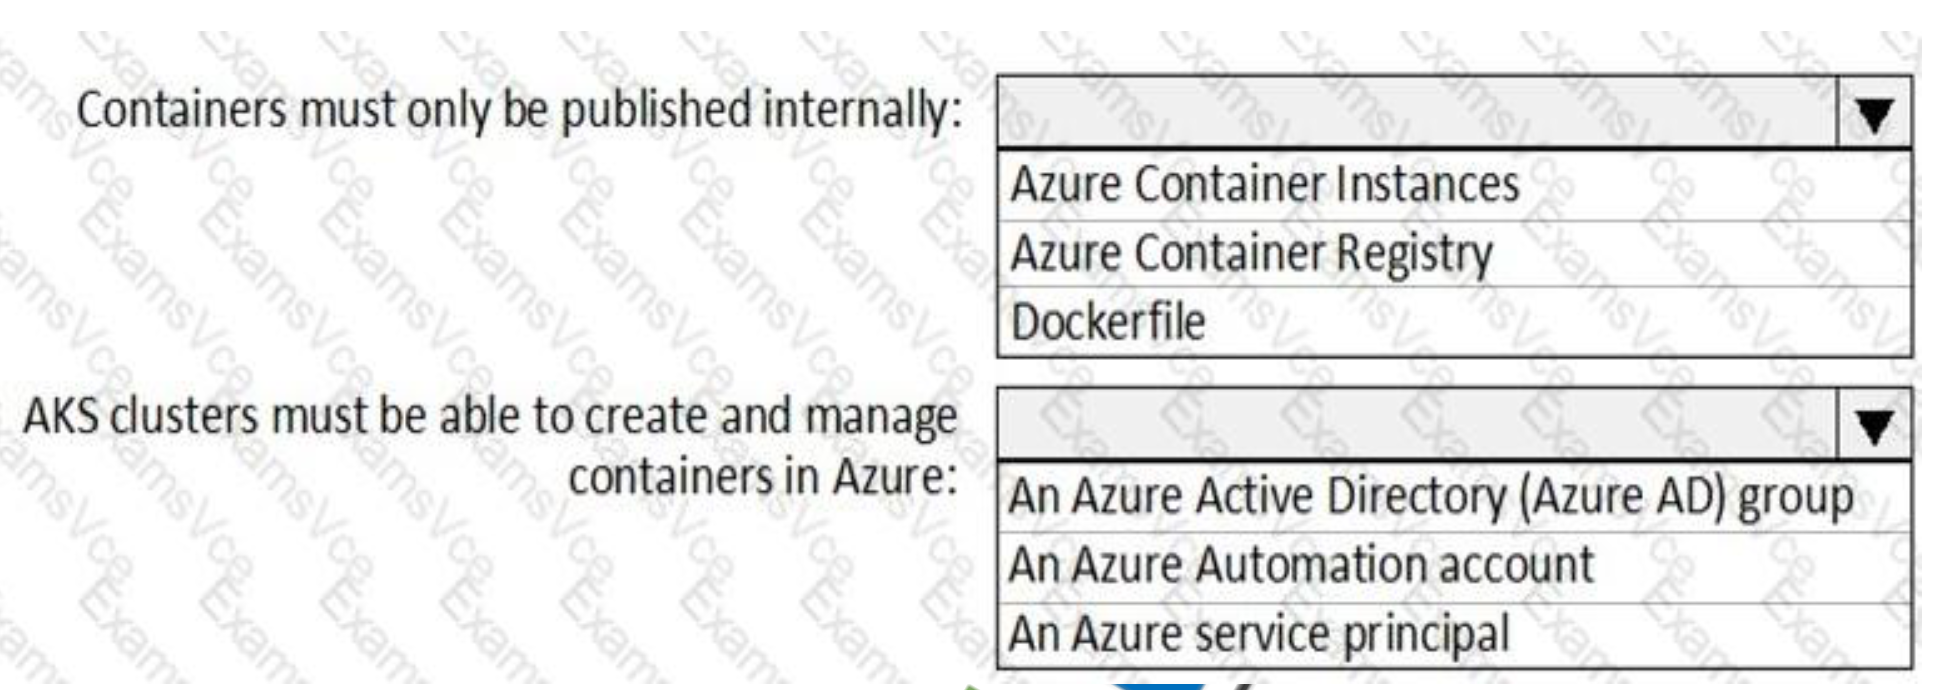 Containers must only be published internally:
Azure Container Instances
Azure Container Registry
Dockerfile
AKS clusters must be able to create and manage
containers in Azure:
An Azure Active Directory (Azure AD) group
An Azure Automation account
An Azure service principal
ExamsVce